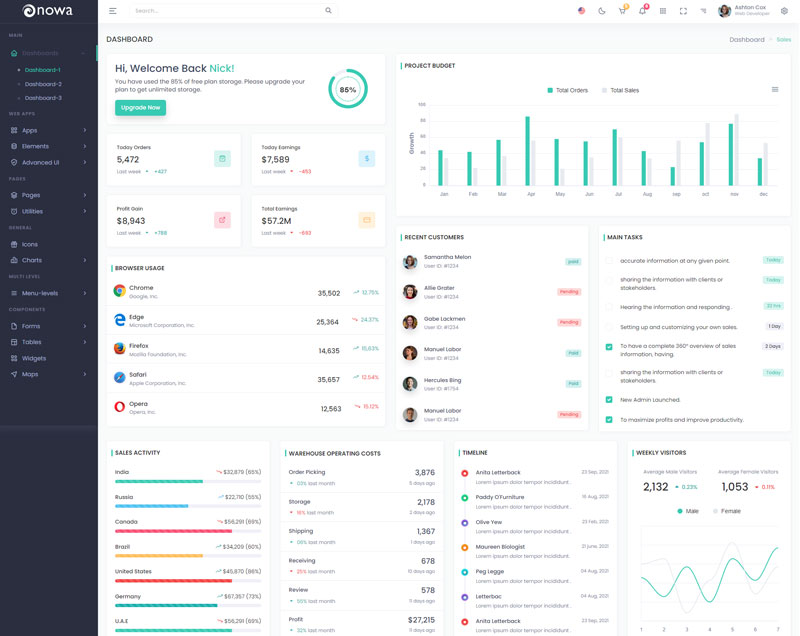 nowa
Search...
Ashton Cox
Web Developer
MAIN
Dashboards
Dashboard-1
Dashboard-2
Dashboard-3
WEB APPS
Apps
Elements
Advanced UI
PAGES
Pages
Utilities
GENERAL
Icons
Charts
MULTI LEVEL
Menu-levels
COMPONENTS
Forms
Tables
Widgets
Maps
DASHBOARD
Dashboard
Sales
Hi, Welcome Back Nick!
You have used the 85% of free plan storage. Please upgrade your
plan to get unlimited storage.
Upgrade Now
85%
Today Orders
5,472
Last week +427
Today Earnings
$7,589
Last week -453
$
Profit Gain
$8,943
Last week +788
Total Earnings
$57.2M
Last week -693
PROJECT BUDGET
Total Orders Total Sales
Growth
100
80
60
40
20
0
Jan Feb Mar Apr May Jun Jul Aug sep oct nov dec
BROWSER USAGE
Chrome
Google, Inc.
35,502 12.75%
Edge
Microsoft Corporation, Inc.
25,364 24.37%
Firefox
Mozilla Foundation, Inc.
14,635 15.63%
Safari
Apple Corporation, Inc.
35,657 12.54%
Opera
Opera, Inc.
12,563 15.12%
RECENT CUSTOMERS
Samantha Melon
User ID: #1234
paid
Allie Grater
User ID: #1234
Pending
Gabe Lackmen
User ID: #1234
Pending
Manuel Labor
User ID: #1234
Paid
Hercules Bing
User ID: #1754
Paid
Manuel Labor
User ID: #1234
Pending
MAIN TASKS
accurate information at any given point. Today
sharing the information with clients or
stakeholders.
Today
Hearing the information and responding . 22 hrs
Setting up and customizing your own sales. 1 Day
To have a complete 360° overview of sales
information, having.
2 Days
sharing the information with clients or
stakeholders.
Today
New Admin Launched.
To maximize profits and improve productivity.
SALES ACTIVITY
India $32,879 (65%)
Russia $22,710 (55%)
Canada $56,291 (69%)
Brazil $34,209 (60%)
United States $45,870 (86%)
Germany $67,357 (73%)
U.A.E $56,291 (69%)
WAREHOUSE OPERATING COSTS
Order Picking 3,876
03% last month 5 days ago
Storage 2,178
16% last month 2 days ago
Shipping 1,367
last month 1 days ago
Receiving 678
25% last month 10 days ago
Review 578
55% last month 11 days ago
Profit $27,215
32% last month 11 days ago
TIMELINE
Anita Letterback 23 Sep, 2021
Lorem ipsum dolor tempor incididunt .
Paddy O'Furniture 16 Aug, 2021
Lorem ipsum dolor tempor incididunt .
Olive Yew 23 Feb, 2021
Lorem ipsum dolor tempor incididunt .
Maureen Biologist 21 june, 2021
Lorem ipsum dolor tempor incididunt .
Peg Legge 04 Aug, 2021
Lorem ipsum dolor tempor incididunt .
Letterbac 04 Aug, 2021
Lorem ipsum dolor tempor incididunt .
Anita Letterback 23 Sep, 2021
Lorem ipsum dolor tempor incididunt .
WEEKLY VISITORS
Average Male Visitors
2,132 0.23%
Average Female Visitors
1,053 0.11%
Male Female
1 2 3 4 5 6 7